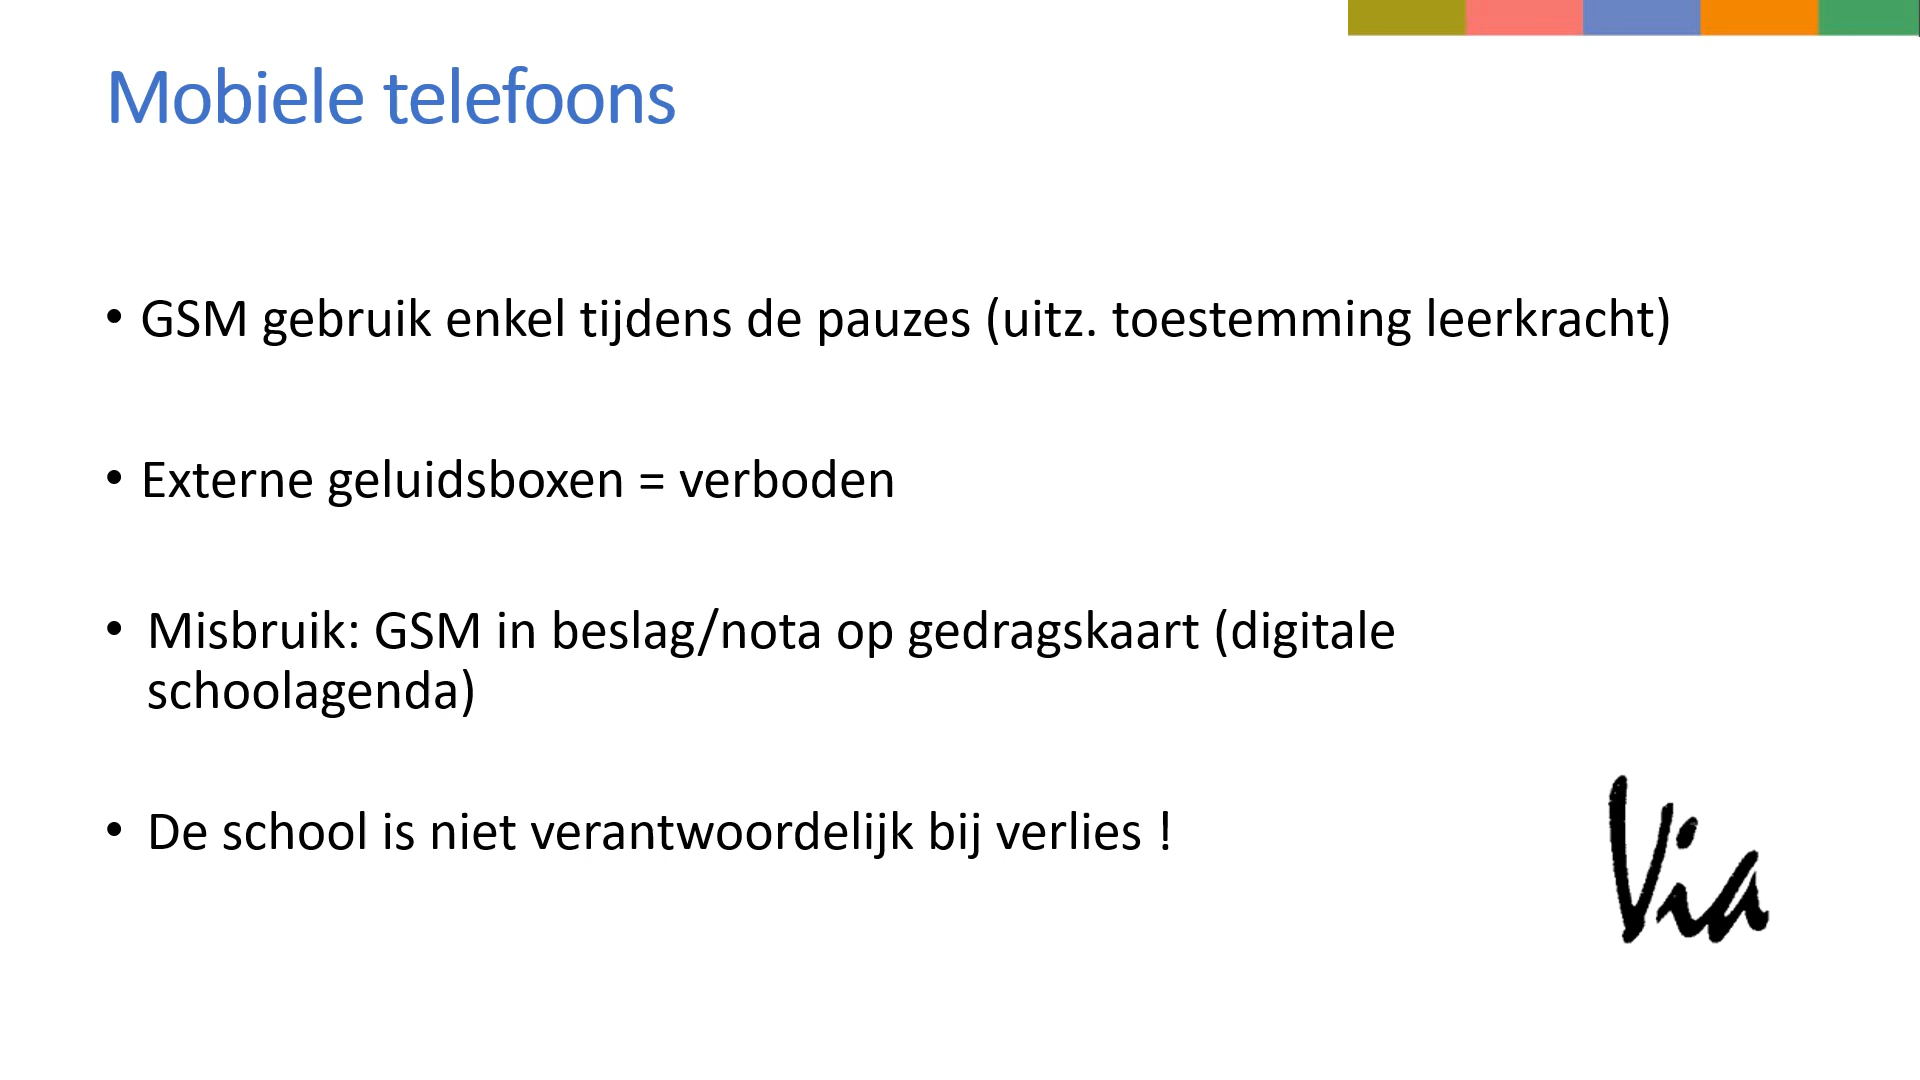 Mobiele telefoons
• GSM gebruik enkel tijdens de pauzes (uitz. toestemming leerkracht)
• Externe geluidsboxen = verboden
• Misbruik: GSM in beslag/nota op gedragskaart (digitale
schoolagenda)
• De school is niet verantwoordelijk bij verlies !
Via